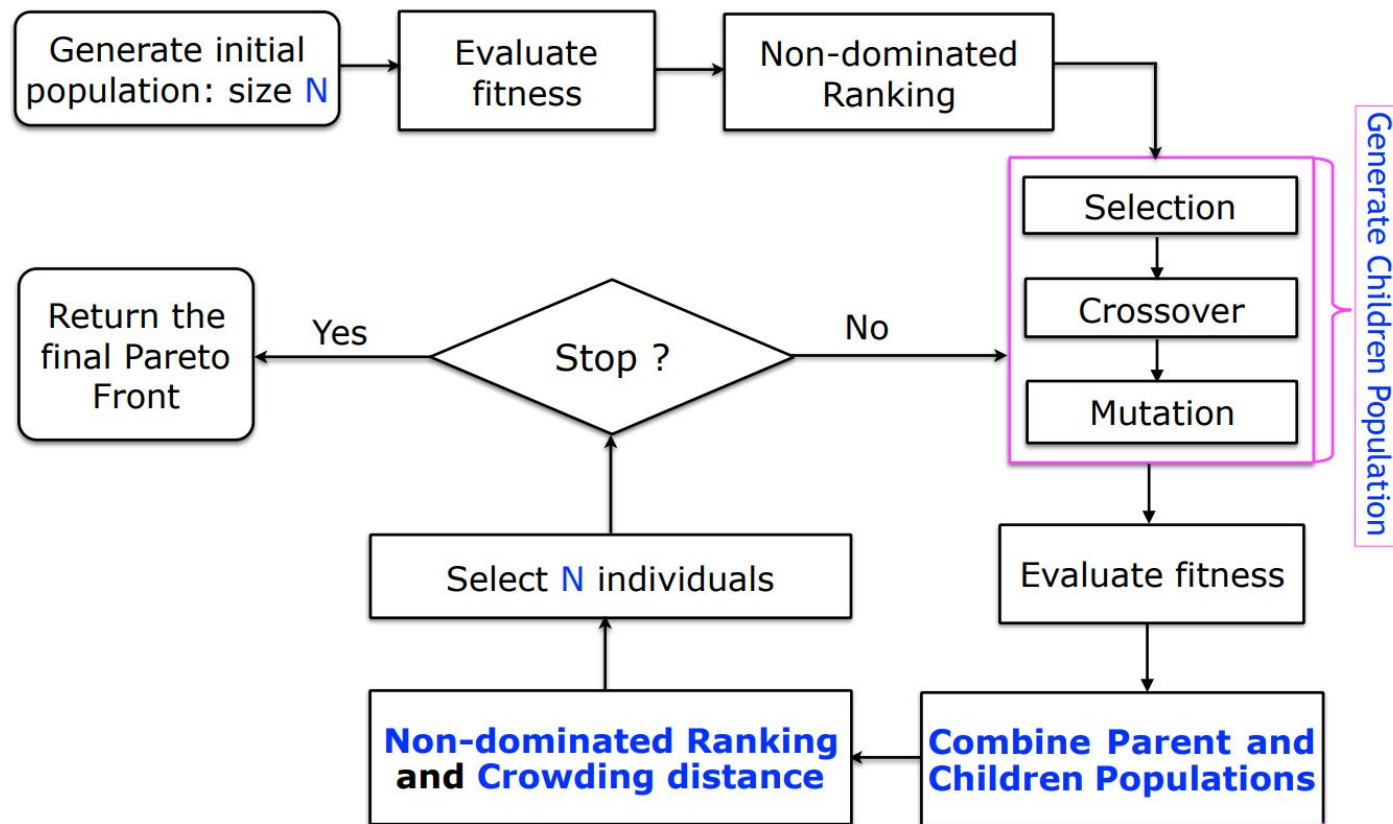 Generate initial
population: size N
Evaluate
fitness
Non-dominated
Ranking
Generate Children Population
Selection
Crossover
Mutation
Return the
final Pareto
Front
Yes
Stop ?
No
Select N individuals
Evaluate fitness
Non-dominated Ranking
and Crowding distance
Combine Parent and
Children Populations